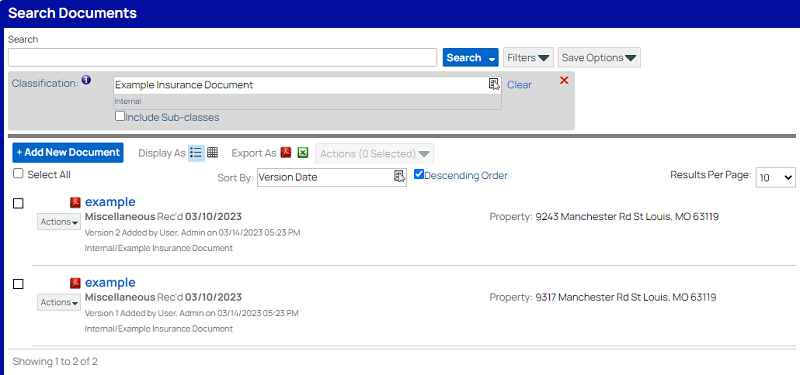 Search Documents
Search
Search Filters Save Options
Classification: Example Insurance Document Clear
Internal
Include Sub-classes
+ Add New Document Display As Export As Actions (0 Selected)
Select All Sort By: Version Date Descending Order Results Per Page: 10
example
Actions Miscellaneous Rec'd 03/10/2023 Property: 9243 Manchester Rd St Louis, MO 63119
Version 2 Added by User, Admin on 03/14/2023 05:23 PM
Internal/Example Insurance Document
example
Actions Miscellaneous Rec'd 03/10/2023 Property: 9317 Manchester Rd St Louis, MO 63119
Version 1 Added by User, Admin on 03/14/2023 05:23 PM
Internal/Example Insurance Document
Showing 1 to 2 of 2